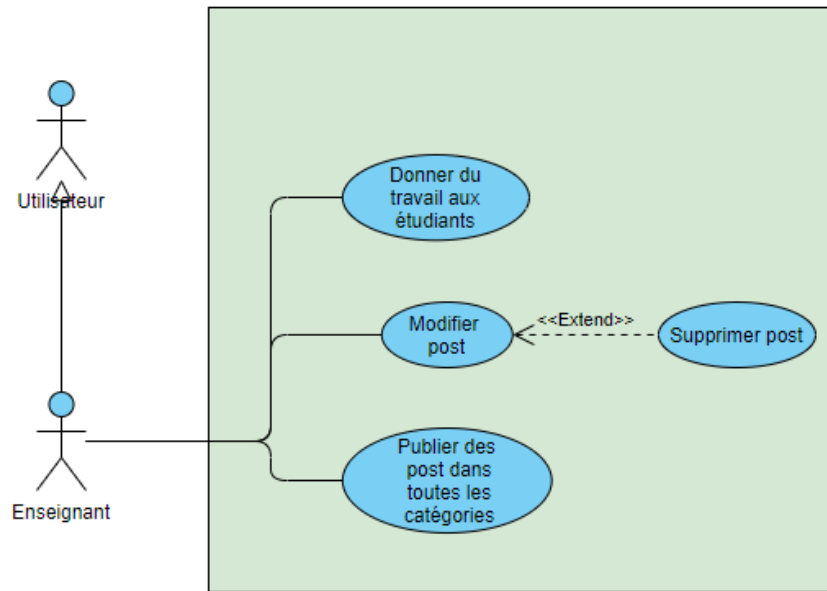 Utilisateur
Donner du
travail aux
étudiants
Modifier
post
<<Extend>>
Supprimer post
Publier des
post dans
toutes les
catégories
Enseignant